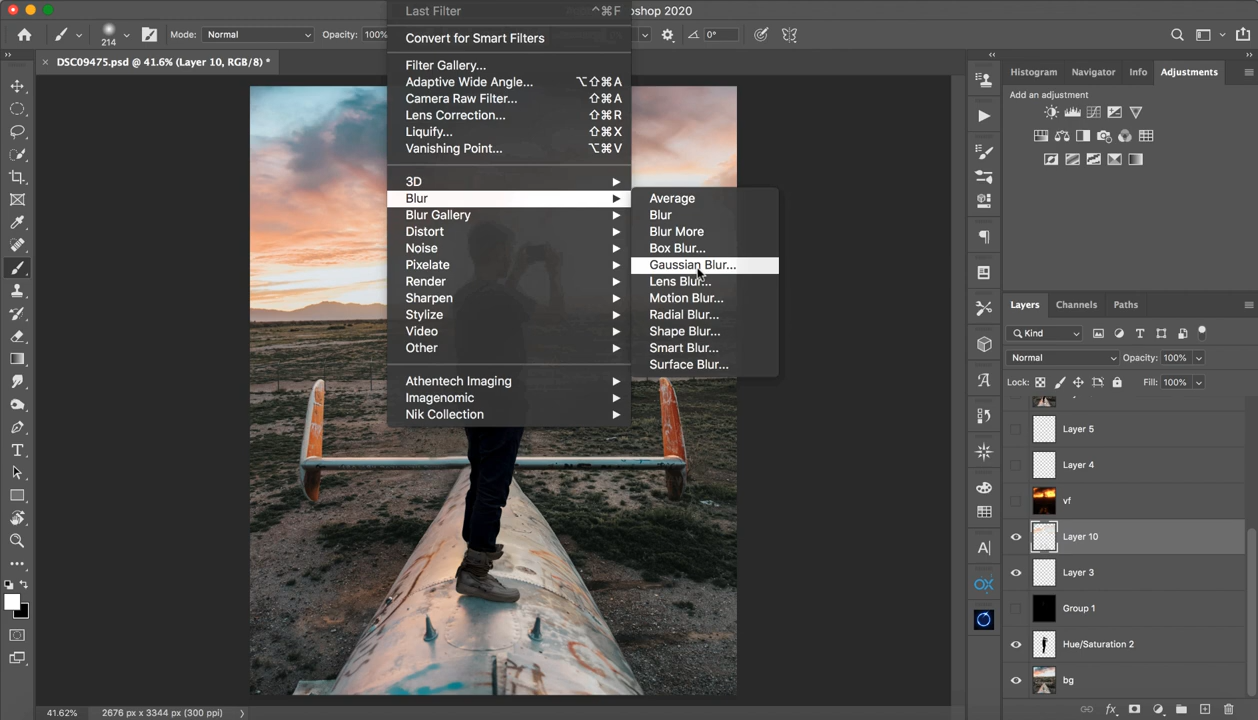 Last Filter ^⌘F
shop 2020
214
Mode: Normal
Opacity: 100%
0°
DSC09475.psd @ 41.6% (Layer 10, RGB/8) *
Convert for Smart Filters
Filter Gallery...
Adaptive Wide Angle... ⌥⇧⌘A
Camera Raw Filter... ⇧⌘A
Lens Correction... ⇧⌘R
Liquify... ⇧⌘X
Vanishing Point... ⌥⌘V
3D
Blur
Blur Gallery
Distort
Noise
Pixelate
Render
Sharpen
Stylize
Video
Other
Athentech Imaging
Imagenomic
Nik Collection
Average
Blur
Blur More
Box Blur...
Gaussian Blur...
Lens Blur...
Motion Blur...
Radial Blur...
Shape Blur...
Smart Blur...
Surface Blur...
Histogram Navigator Info Adjustments
Add an adjustment
Layers Channels Paths
Kind
Normal Opacity: 100%
Lock: Fill: 100%
Layer 5
Layer 4
vf
Layer 10
Layer 3
Group 1
Hue/Saturation 2
bg
fx
41.62% 2676 px x 3344 px (300 ppi)